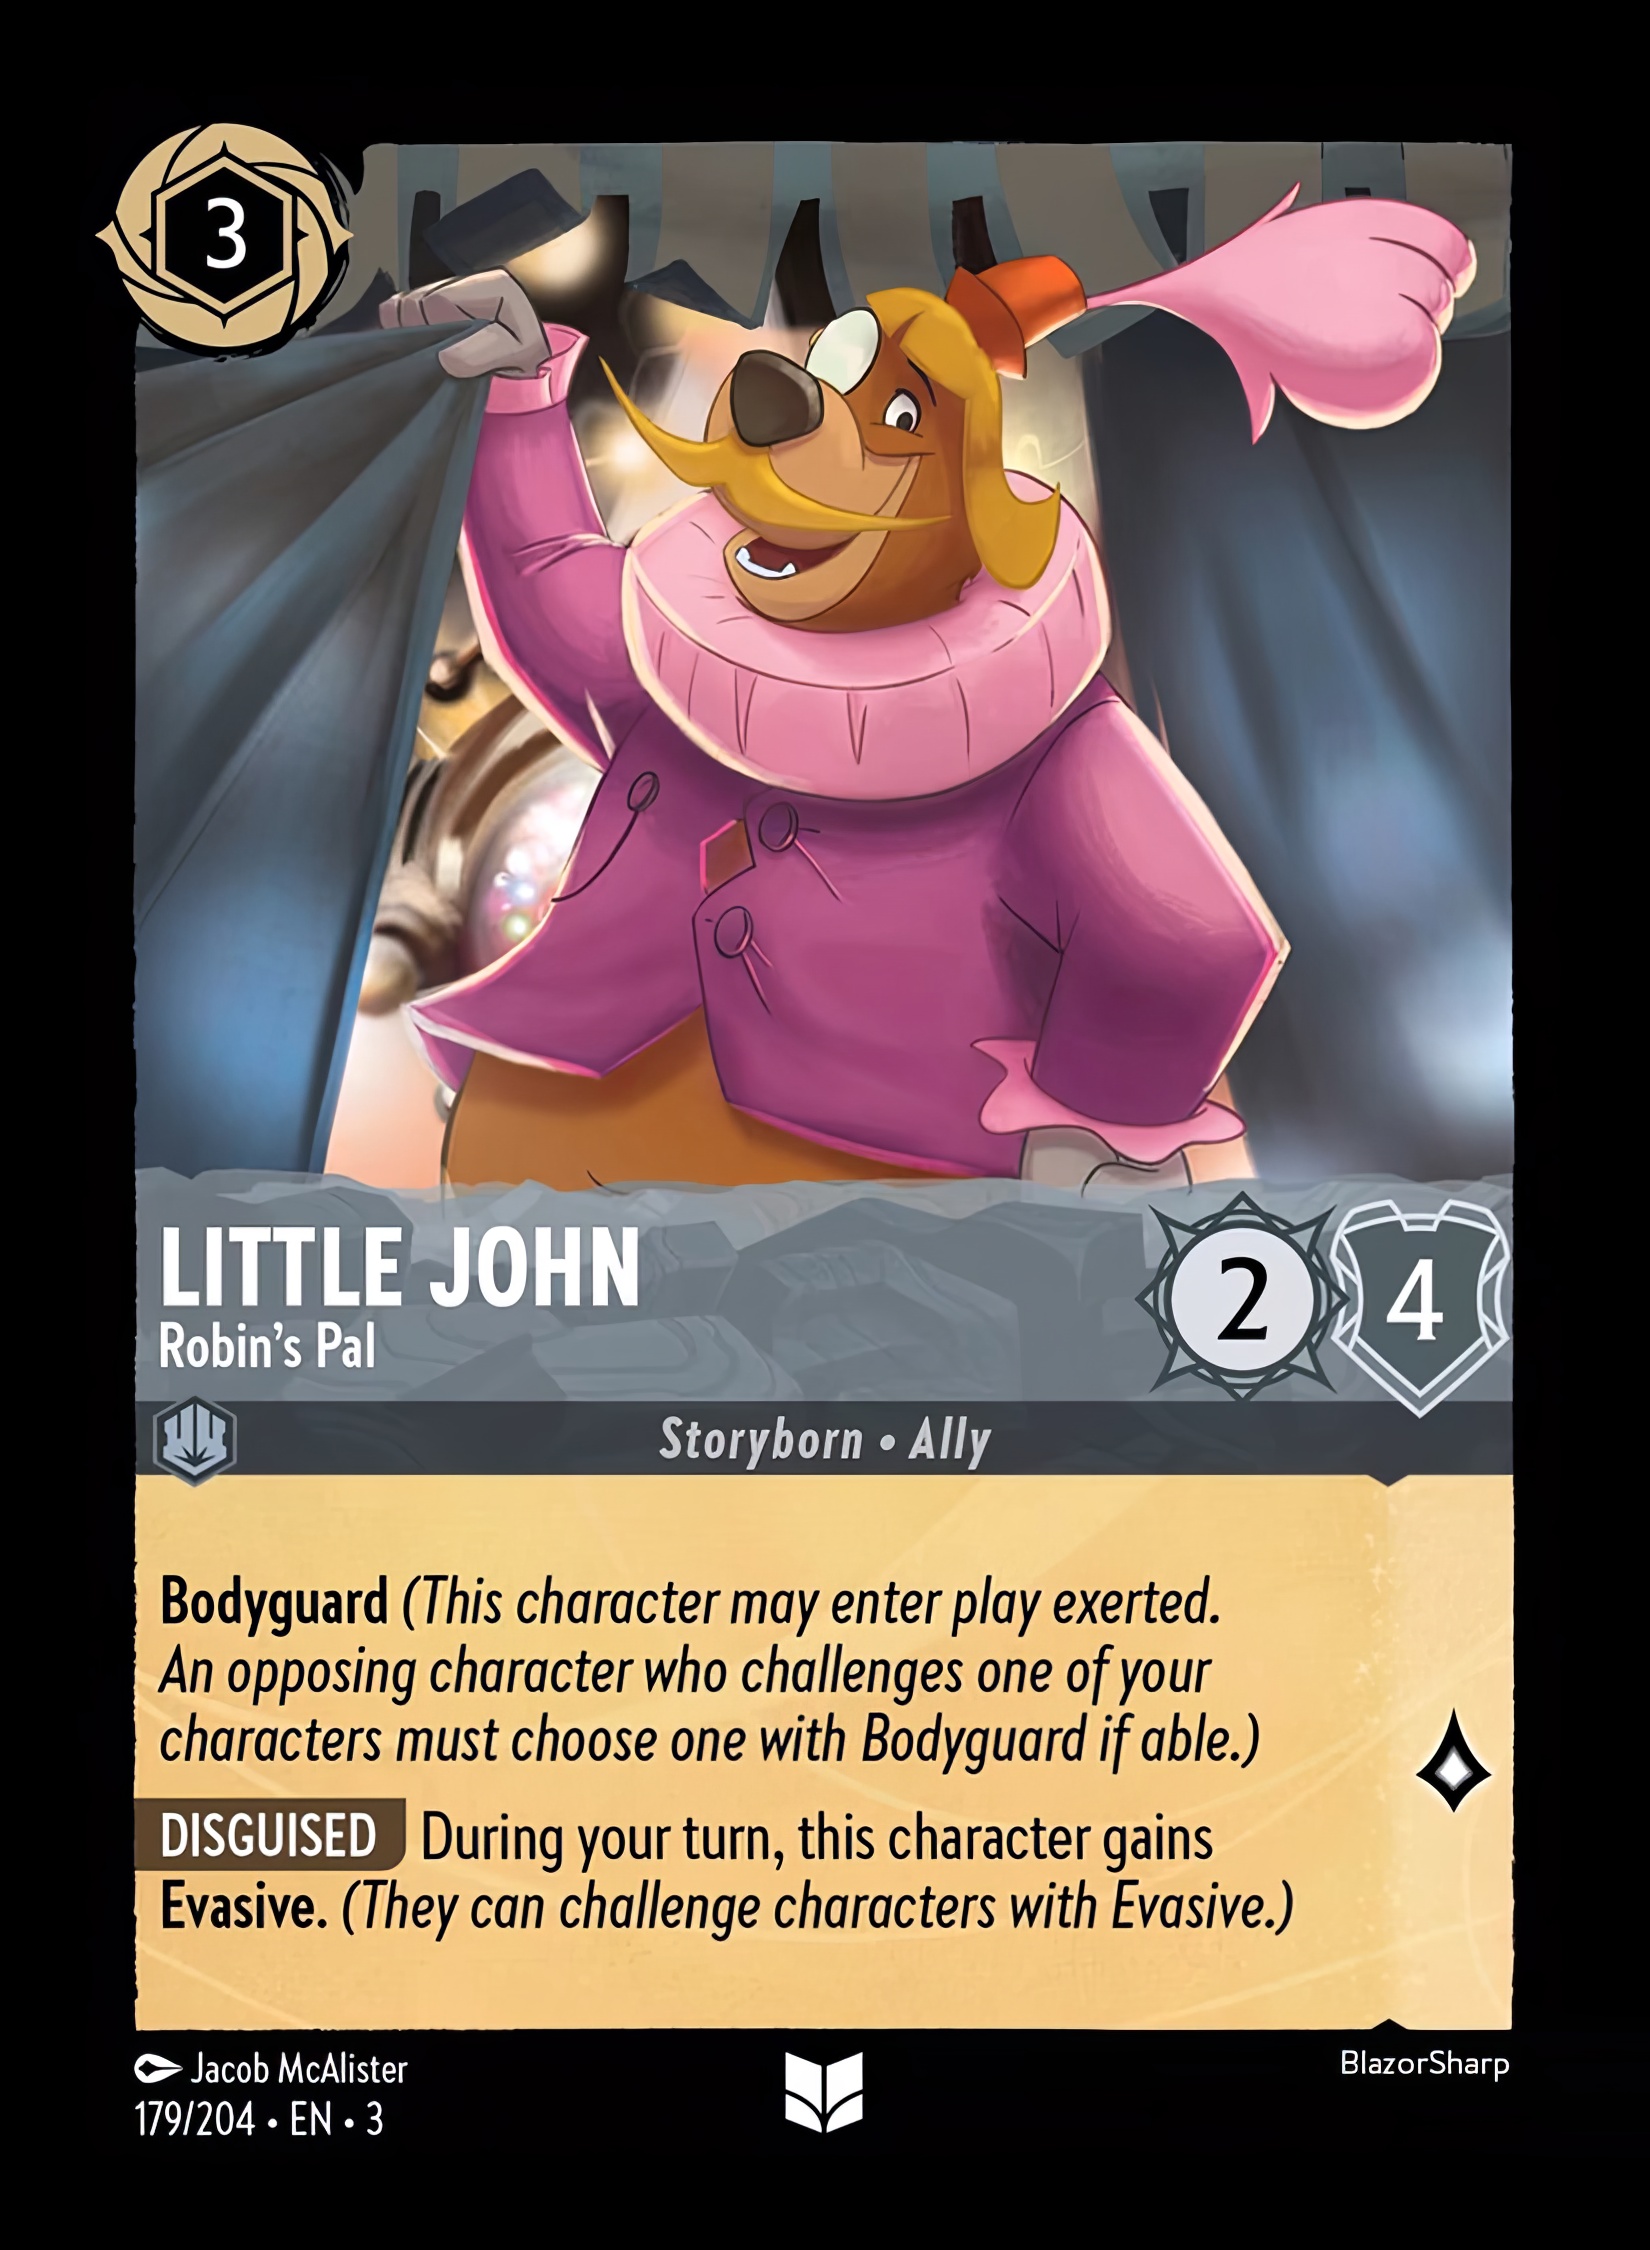 3
LITTLE JOHN
Robin's Pal
2
4
Storyborn • Ally
Bodyguard (This character may enter play exerted.
An opposing character who challenges one of your
characters must choose one with Bodyguard if able.)
DISGUISED During your turn, this character gains
Evasive. (They can challenge characters with Evasive.)
Jacob McAlister
BlazorSharp
179/204 • EN • 3